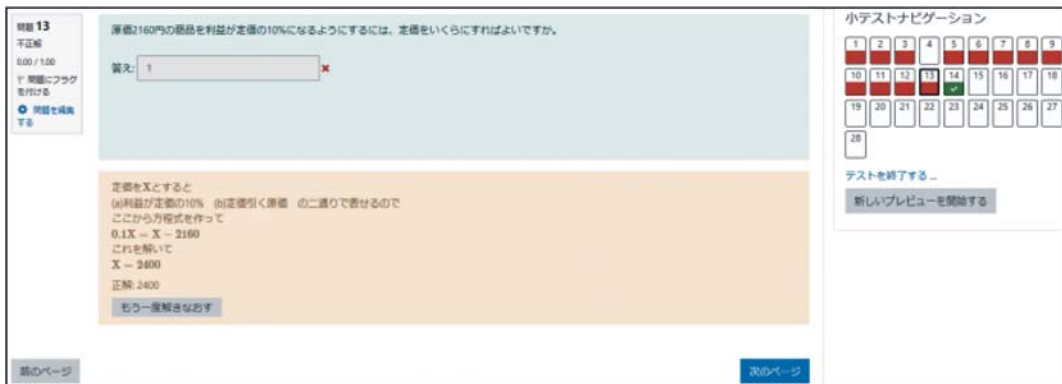 問題 13
不正解
0.00 / 1.00
問題にフラグ
を付ける
問題を編集
する
原価2160円の商品を利益が定価の10%になるようにするには、定価をいくらにすればよいですか。
答え: 1
定価をXとすると
(a)利益が定価の10% (b)定価引く原価 の二通りで表せるので
ここから方程式を作って
0.1X = X − 2160
これを解いて
X = 2400
正解: 2400
もう一度解きなおす
前のページ
次のページ
小テストナビゲーション
1 2 3 4 5 6 7 8 9
10 11 12 13 14 15 16 17 18
19 20 21 22 23 24 25 26 27
28
テストを終了する ...
新しいプレビューを開始する